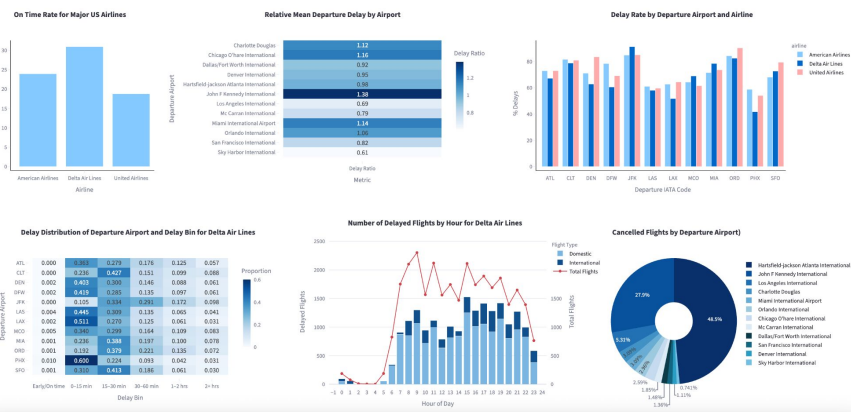 On Time Rate for Major US Airlines
30
25
20
15
10
5
0
American Airlines
Delta Air Lines
United Airlines
Airline
Relative Mean Departure Delay by Airport
Departure Airport
Charlotte Douglas 1.12
Chicago O'hare International 1.16
Dallas/Fort Worth International 0.92
Denver International 0.95
Hartsfield-jackson Atlanta International 0.98
John F Kennedy International 1.38
Los Angeles International 0.69
Mc Carran International 0.79
Miami International Airport 1.14
Orlando International 1.06
San Francisco International 0.82
Sky Harbor International 0.61
Delay Ratio
Metric
Delay Ratio
1.2
1
0.8
Delay Rate by Departure Airport and Airline
% Delays
80
60
40
20
0
ATL CLT DEN DFW JFK LAS LAX MCO MIA ORD PHX SFO
Departure IATA Code
airline
American Airlines
Delta Air Lines
United Airlines
Delay Distribution of Departure Airport and Delay Bin for Delta Air Lines
Departure Airport
ATL 0.000 0.363 0.279 0.176 0.125 0.057
CLT 0.000 0.236 0.427 0.151 0.099 0.088
DEN 0.002 0.403 0.300 0.146 0.088 0.061
DFW 0.002 0.419 0.285 0.135 0.097 0.061
JFK 0.000 0.105 0.334 0.291 0.172 0.098
LAS 0.004 0.445 0.309 0.135 0.065 0.041
LAX 0.002 0.511 0.270 0.125 0.061 0.031
MCO 0.005 0.340 0.299 0.164 0.109 0.083
MIA 0.001 0.236 0.388 0.197 0.100 0.078
ORD 0.001 0.192 0.379 0.221 0.135 0.072
PHX 0.010 0.600 0.224 0.093 0.042 0.031
SFO 0.001 0.310 0.413 0.186 0.061 0.030
Early/On time 0–15 min 15–30 min 30–60 min 1–2 hrs 2+ hrs
Delay Bin
Proportion
0.6
0.4
0.2
0
Number of Delayed Flights by Hour for Delta Air Lines
Delayed Flights
2500
2000
1500
1000
500
0
−1 0 1 2 3 4 5 6 7 8 9 10 11 12 13 14 15 16 17 18 19 20 21 22 23 24
Hour of Day
1500
1000
500
0
Total Flights
Flight Type
Domestic
International
Total Flights
Cancelled Flights by Departure Airport)
48.5%
27.9%
5.31%
2.59%
1.85%
1.48%
1.36%
1.11%
0.741%
Hartsfield-jackson Atlanta International
John F Kennedy International
Los Angeles International
Charlotte Douglas
Miami International Airport
Orlando International
Chicago O'hare International
Mc Carran International
Dallas/Fort Worth International
San Francisco International
Denver International
Sky Harbor International